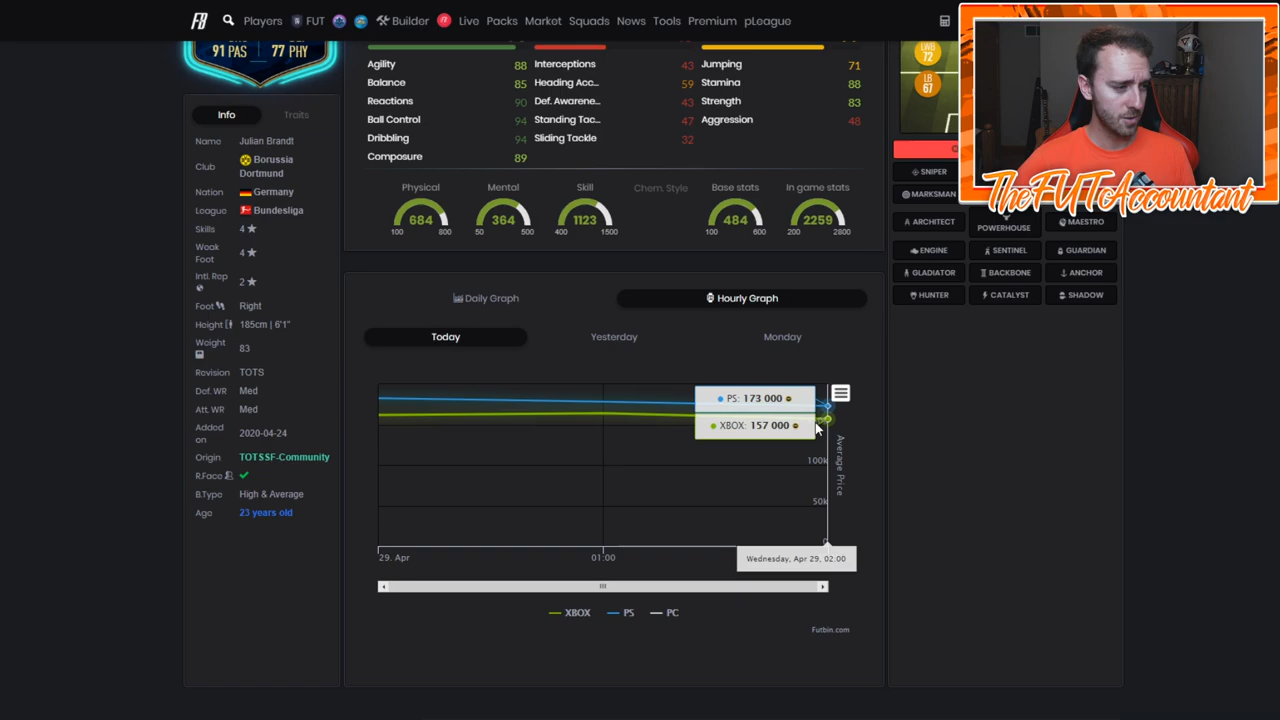 FB Players FUT Builder Live Packs Market Squads News Tools Premium pLeague
91 PAS 77 PHY
Agility 88 Interceptions 43 Jumping 71
Balance 85 Heading Acc... 59 Stamina 88
Reactions 90 Def. Awarene... 43 Strength 83
Ball Control 94 Standing Tac... 47 Aggression 48
Dribbling 94 Sliding Tackle 32
Composure 89
Physical Mental Skill Chem. Style Base stats In game stats
684 364 1123 484 2259
100 800 50 500 400 1500 100 600 200 2800
Info Traits
Name Julian Brandt
Club Borussia Dortmund
Nation Germany
League Bundesliga
Skills 4
Weak Foot 4
Intl. Rep 2
Foot Right
Height 185cm | 6'1"
Weight 83
Revision TOTS
Def. WR Med
Att. WR Med
Added on 2020-04-24
Origin TOTSSF-Community
R.Face
B.Type High & Average
Age 23 years old
Daily Graph Hourly Graph
Today Yesterday Monday
PS: 173 000
XBOX: 157 000
100k
50k
0
Average Price
29. Apr 01:00
Wednesday, Apr 29, 02:00
XBOX PS PC
Futbin.com
LWB 72
LB 67
SNIPER
MARKSMAN
ARCHITECT POWERHOUSE MAESTRO
ENGINE SENTINEL GUARDIAN
GLADIATOR BACKBONE ANCHOR
HUNTER CATALYST SHADOW
TheFUTAccountant